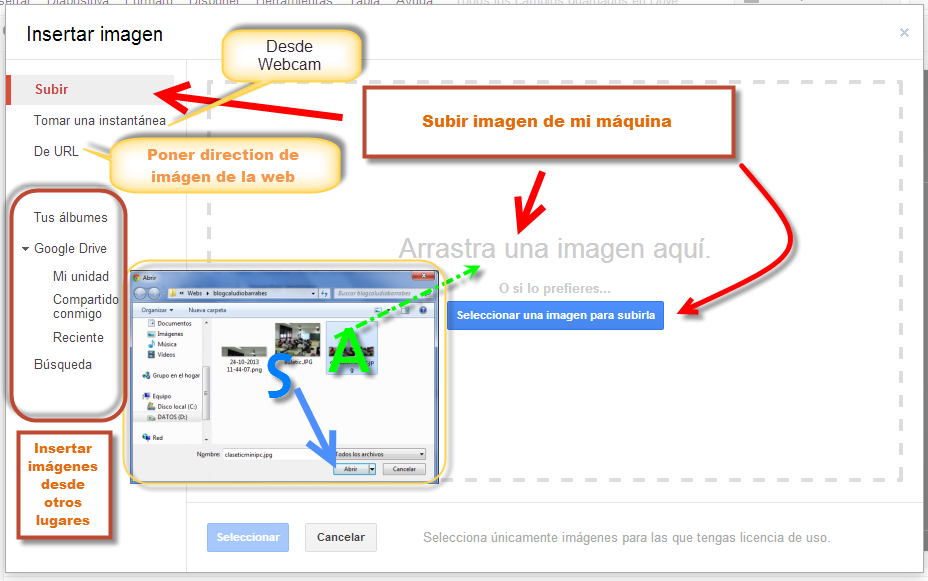 Insertar imagen
×
Desde
Webcam
Subir
Tomar una instantánea
De URL
Poner direction de
imágen de la web
Subir imagen de mi máquina
Tus álbumes
Google Drive
Mi unidad
Compartido
conmigo
Reciente
Búsqueda
Arrastra una imagen aquí.
O si lo prefieres...
Seleccionar una imagen para subirla
Abrir
Webs
blogcaludiobarrabes
Buscar blogcaludiobarrabes
Organizar
Nueva carpeta
Documentos
Imágenes
Música
Vídeos
Grupo en el hogar
Equipo
Disco local (C:)
DATOS (D:)
Red
24-10-2013
11-44-07.png
S
A
Nombre:
claseticminipc.jpg
Todos los archivos
Abrir
Cancelar
Insertar
imágenes
desde
otros
lugares
Seleccionar
Cancelar
Selecciona únicamente imágenes para las que tengas licencia de uso.